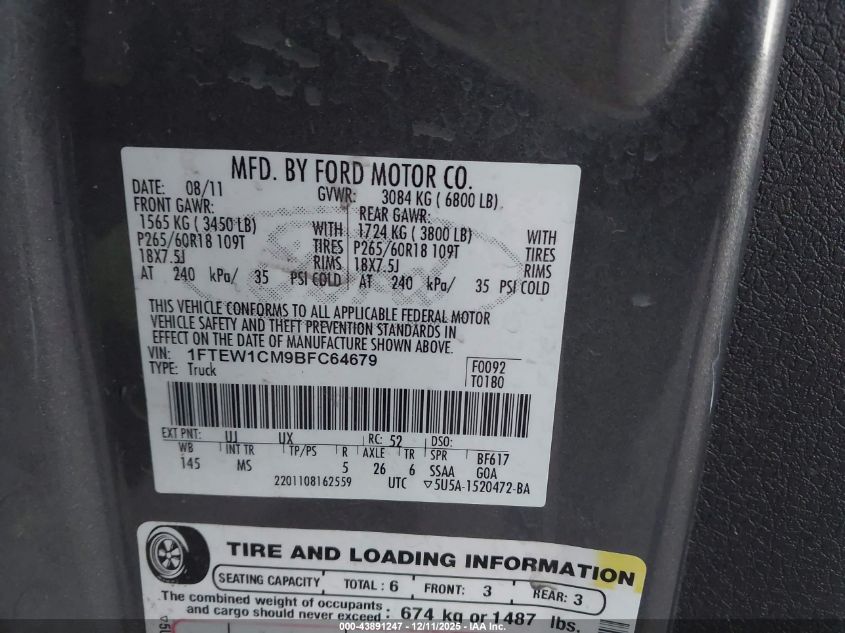 MFD. BY FORD MOTOR CO.
DATE: 08/11 GVWR: 3084 KG ( 6800 LB)
FRONT GAWR: REAR GAWR:
1565 KG ( 3450 LB) WITH 1724 KG ( 3800 LB) WITH
P265/60R18 109T TIRES P265/60R18 109T TIRES
18X7.5J RIMS 18X7.5J RIMS
AT 240 kPa/ 35 PSI COLD AT 240 kPa/ 35 PSI COLD
THIS VEHICLE CONFORMS TO ALL APPLICABLE FEDERAL MOTOR
VEHICLE SAFETY AND THEFT PREVENTION STANDARDS IN
EFFECT ON THE DATE OF MANUFACTURE SHOWN ABOVE.
VIN: 1FTEW1CM9BFC64679
TYPE: Truck
F0092
T0180
EXT PNT: UJ UX RC: 52 DSO:
WB INT TR TP/PS R AXLE TR SPR BF617
145 MS 5 26 6 SSAA GOA
2201108162559 UTC ▽5U5A-1520472-BA
TIRE AND LOADING INFORMATION
SEATING CAPACITY TOTAL : 6 FRONT: 3 REAR: 3
The combined weight of occupants
and cargo should never exceed : 674 kg or 1487 lbs.
000-43891247 - 12/11/2025 - IAAI.COM